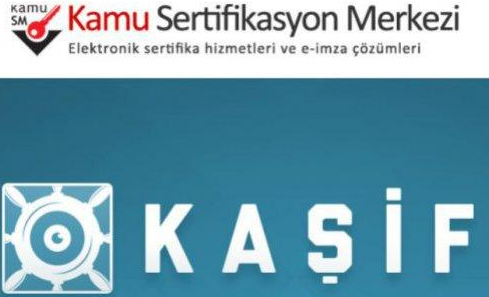 Kamu
SM
Kamu Sertifikasyon Merkezi
Elektronik sertifika hizmetleri ve e-imza çözümleri
KAŞİF